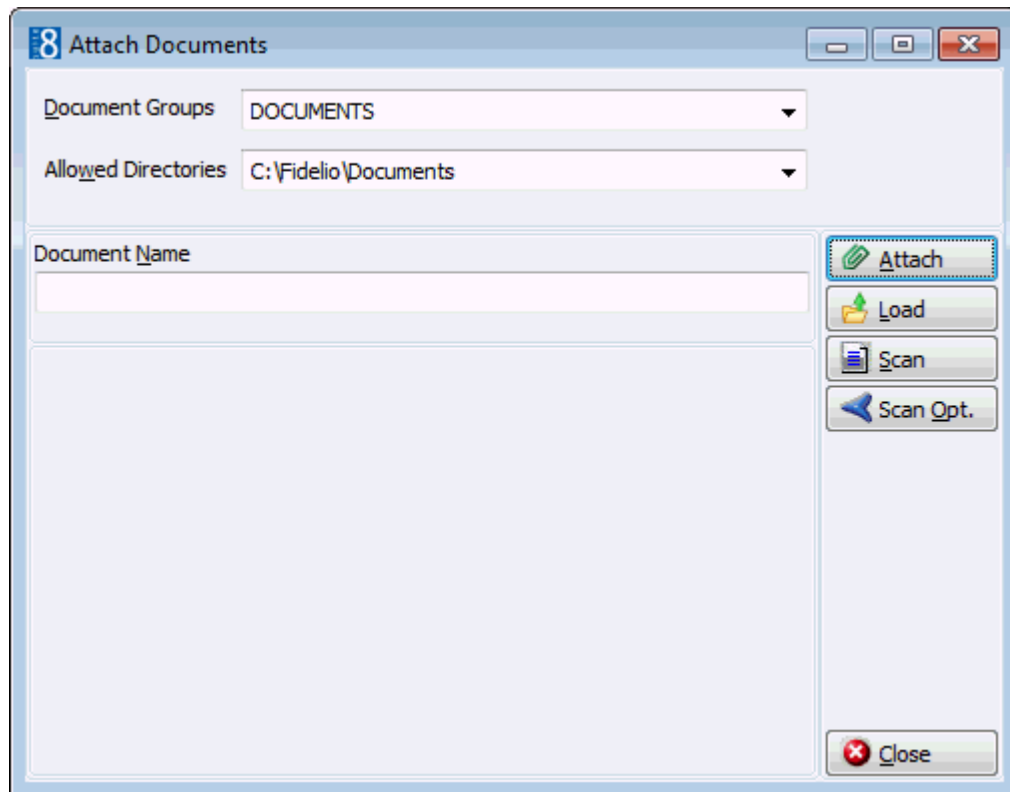 8 Attach Documents
Document Groups DOCUMENTS
Allowed Directories C:\Fidelio\Documents
Document Name
Attach
Load
Scan
Scan Opt.
Close